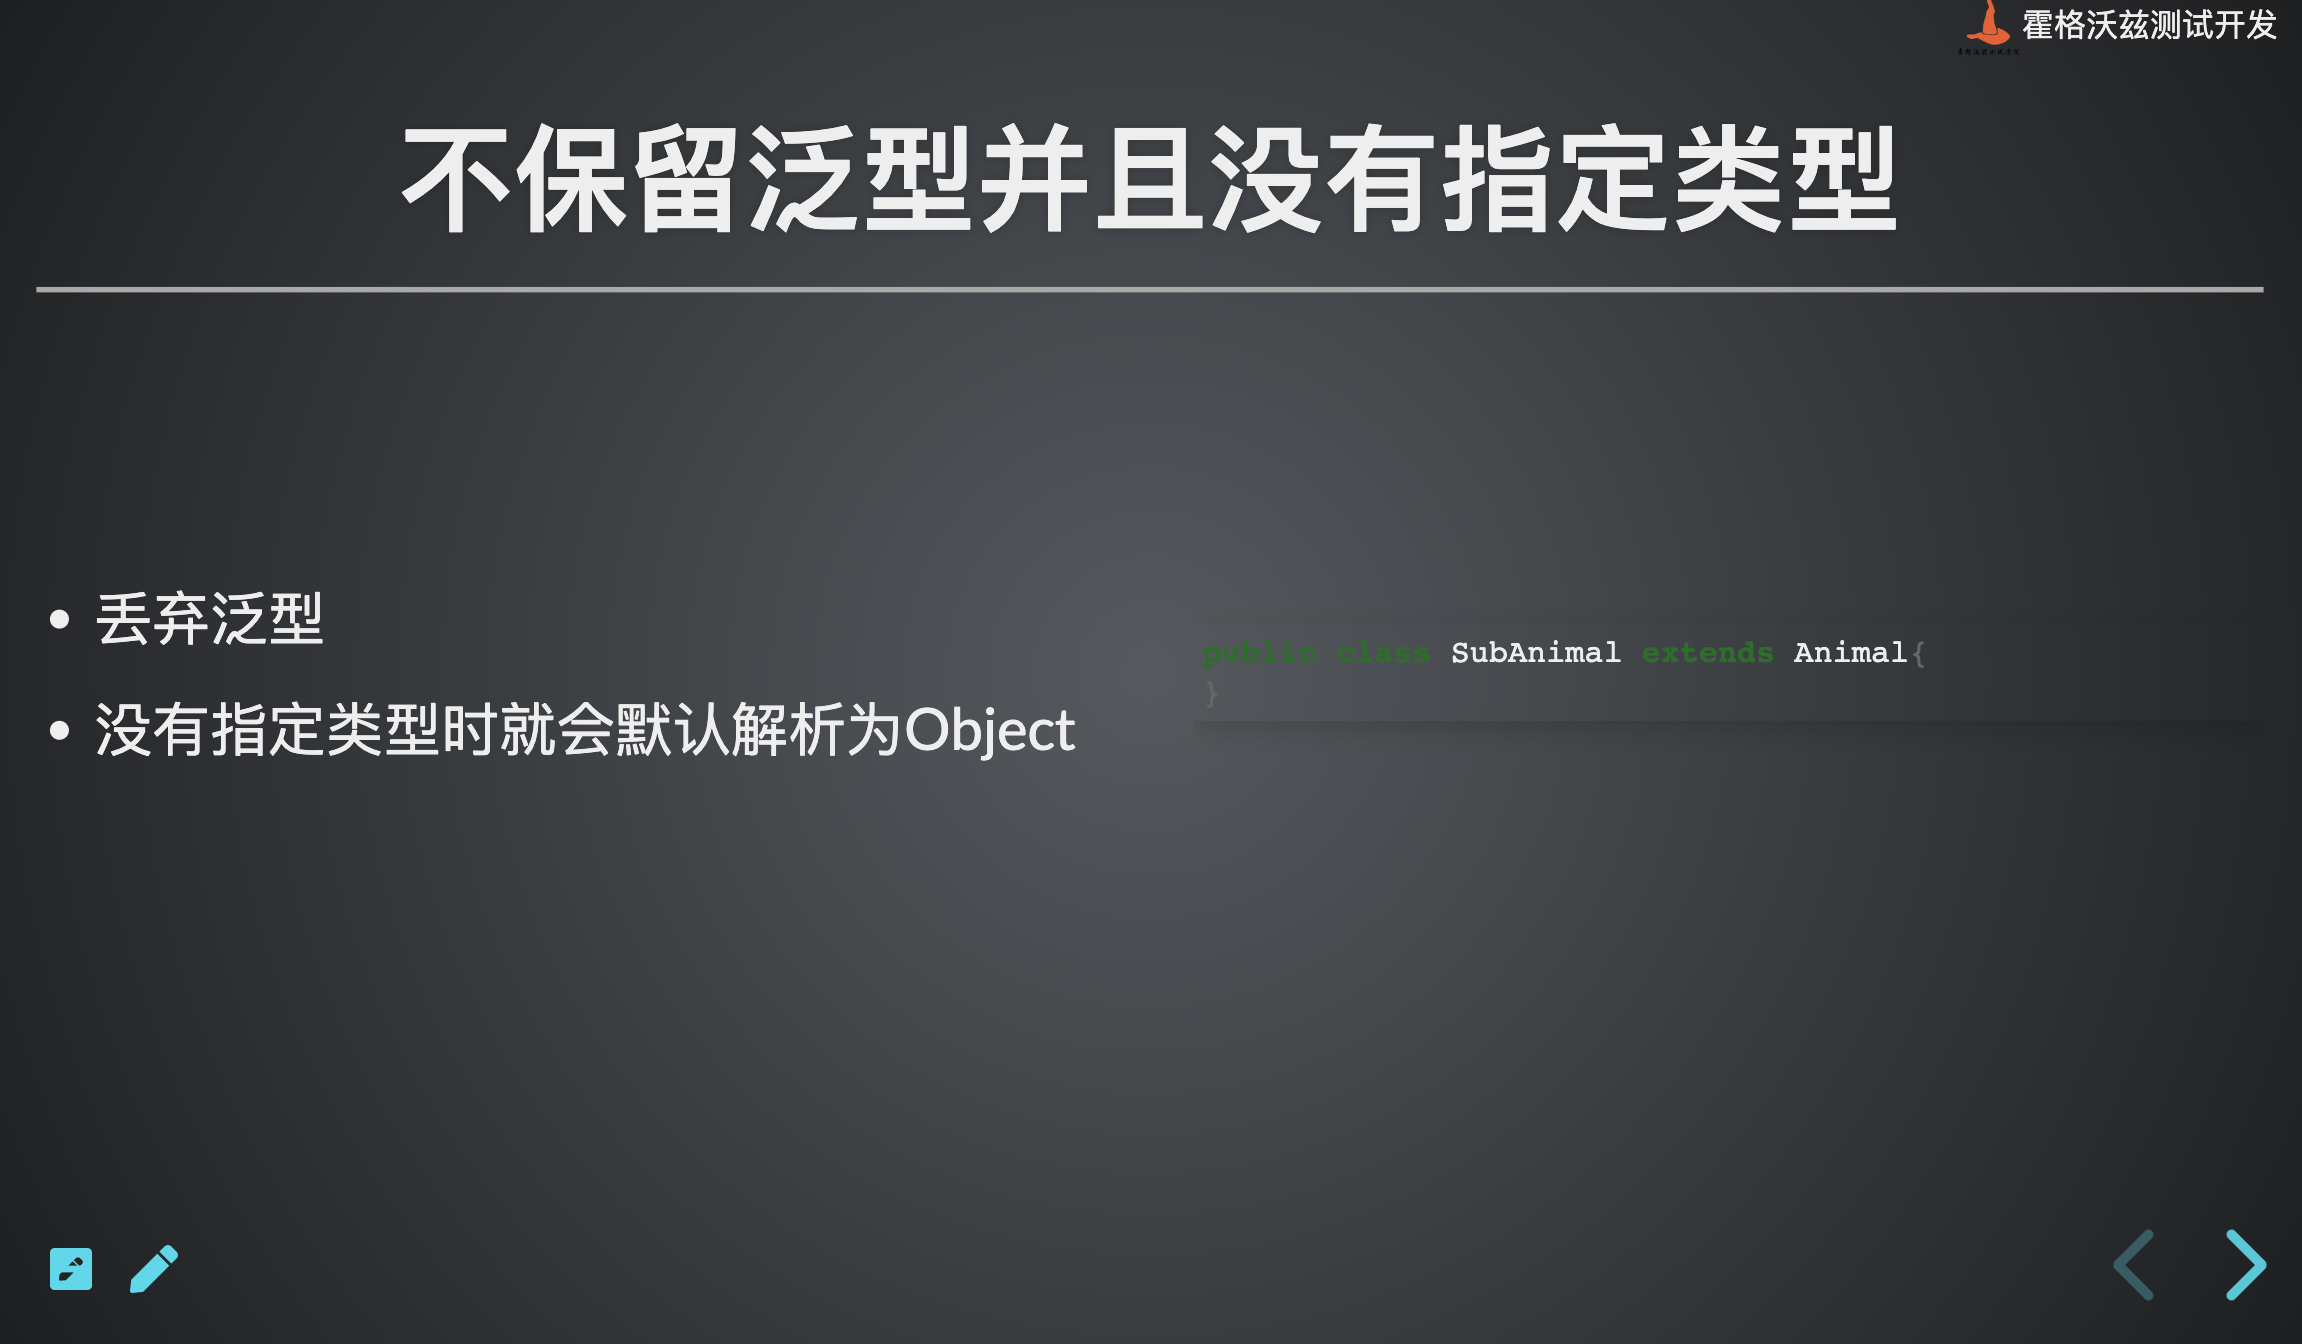 霍格沃兹测试开发
不保留泛型并且没有指定类型
丢弃泛型
没有指定类型时就会默认解析为Object
public class SubAnimal extends Animal{
}